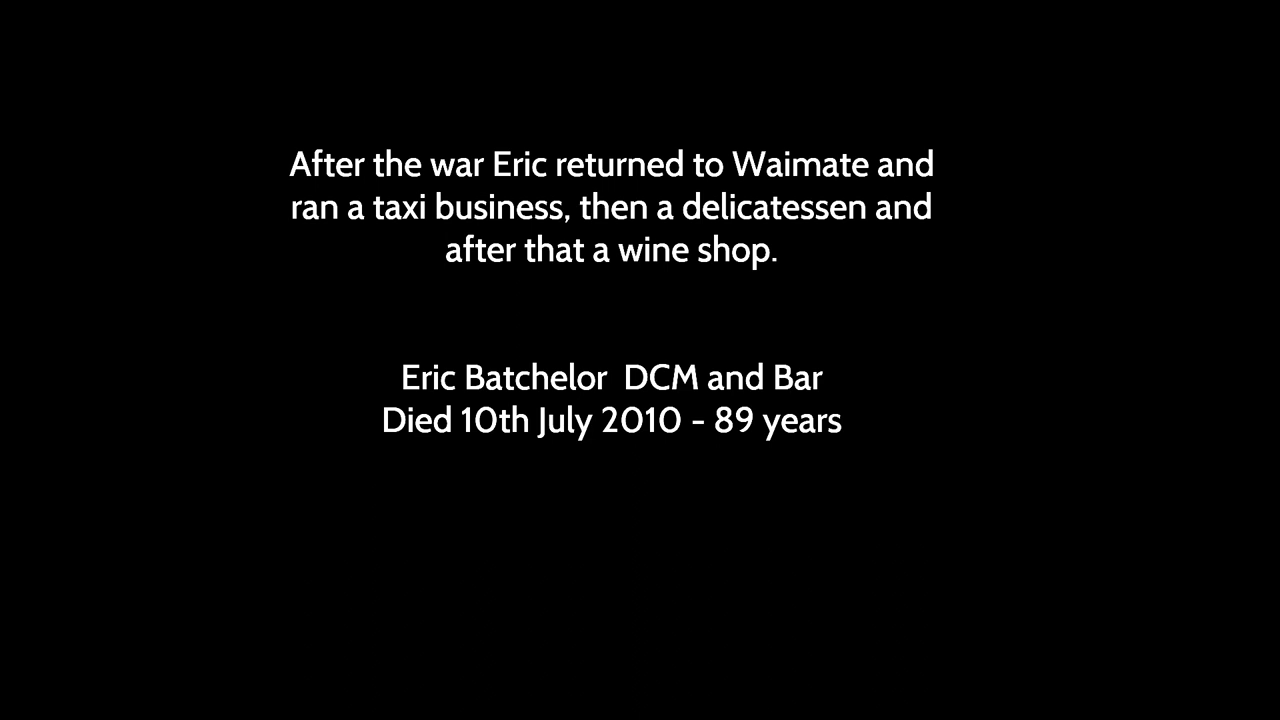 After the war Eric returned to Waimate and
ran a taxi business, then a delicatessen and
after that a wine shop.
Eric Batchelor  DCM and Bar
Died 10th July 2010 - 89 years